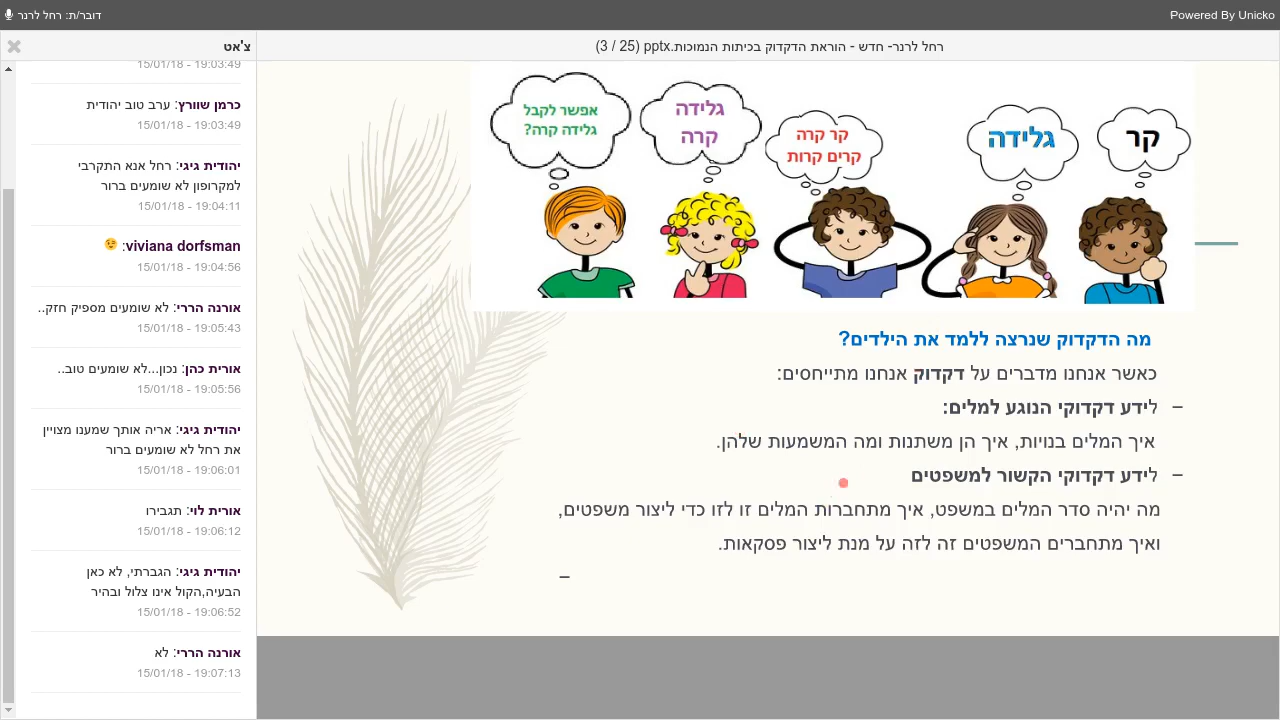 דובר/ת: רחל לרנר
Powered By Unicko
צ'אט
רחל לרנר- חדש - הוראת הדקדוק בכיתות הנמוכות.pptx (3 / 25)
15/01/18 - 19:03:49
כרמן שוורץ: ערב טוב יהודית
15/01/18 - 19:03:49
יהודית גיגי: רחל אנא התקרבי
למקרופון לא שומעים ברור
15/01/18 - 19:04:11
viviana dorfsman: 😉
15/01/18 - 19:04:56
אורנה הררי: לא שומעים מספיק חזק..
15/01/18 - 19:05:43
אורית כהן: נכון...לא שומעים טוב..
15/01/18 - 19:05:56
יהודית גיגי: אריה אותך שמענו מצויין
את רחל לא שומעים ברור
15/01/18 - 19:06:01
אורית לוי: תגבירו
15/01/18 - 19:06:12
יהודית גיגי: הגברתי, לא כאן
הבעיה,הקול אינו צלול ובהיר
15/01/18 - 19:06:52
אורנה הררי: לא
15/01/18 - 19:07:13
קר
גלידה
קר קרה
קרים קרות
גלידה
קרה
אפשר לקבל
גלידה קרה?
מה הדקדוק שנרצה ללמד את הילדים?
כאשר אנחנו מדברים על דקדוק אנחנו מתייחסים:
– לידע דקדוקי הנוגע למלים:
איך המלים בנויות, איך הן משתנות ומה המשמעות שלהן.
– לידע דקדוקי הקשור למשפטים
מה יהיה סדר המלים במשפט, איך מתחברות המלים זו לזו כדי ליצור משפטים,
ואיך מתחברים המשפטים זה לזה על מנת ליצור פסקאות.
–